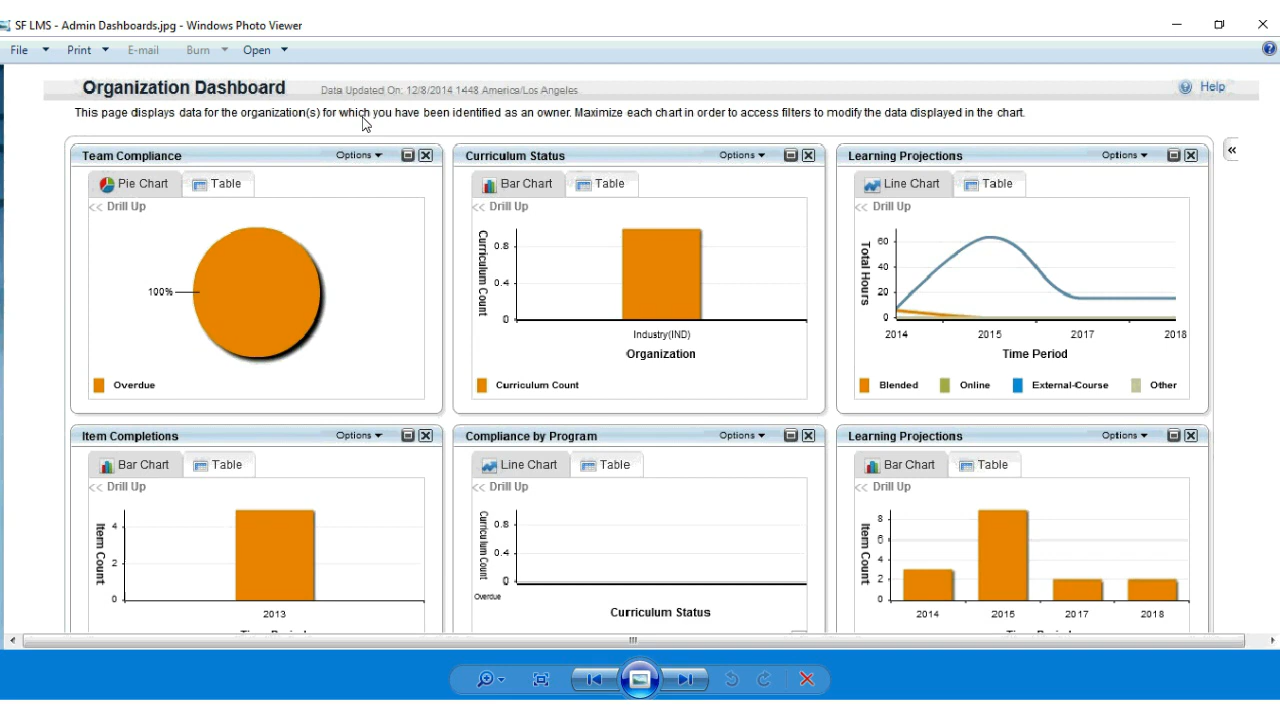 SF LMS - Admin Dashboards.jpg - Windows Photo Viewer
File Print E-mail Burn Open
Organization Dashboard Data Updated On: 12/8/2014 1448 America/Los Angeles Help
This page displays data for the organization(s) for which you have been identified as an owner. Maximize each chart in order to access filters to modify the data displayed in the chart.
Team Compliance Options
Pie Chart Table
<< Drill Up
100%
Overdue
Curriculum Status Options
Bar Chart Table
<< Drill Up
Curriculum Count
0.8
0.4
0
Industry(IND)
Organization
Curriculum Count
Learning Projections Options
Line Chart Table
<< Drill Up
Total Hours
60
40
20
0
2014 2015 2017 2018
Time Period
Blended Online External-Course Other
Item Completions Options
Bar Chart Table
<< Drill Up
Item Count
4
2
0
2013
Compliance by Program Options
Line Chart Table
<< Drill Up
Curriculum Count
0.8
0.4
0
Overdue
Curriculum Status
Learning Projections Options
Bar Chart Table
<< Drill Up
Item Count
8
6
4
2
0
2014 2015 2017 2018